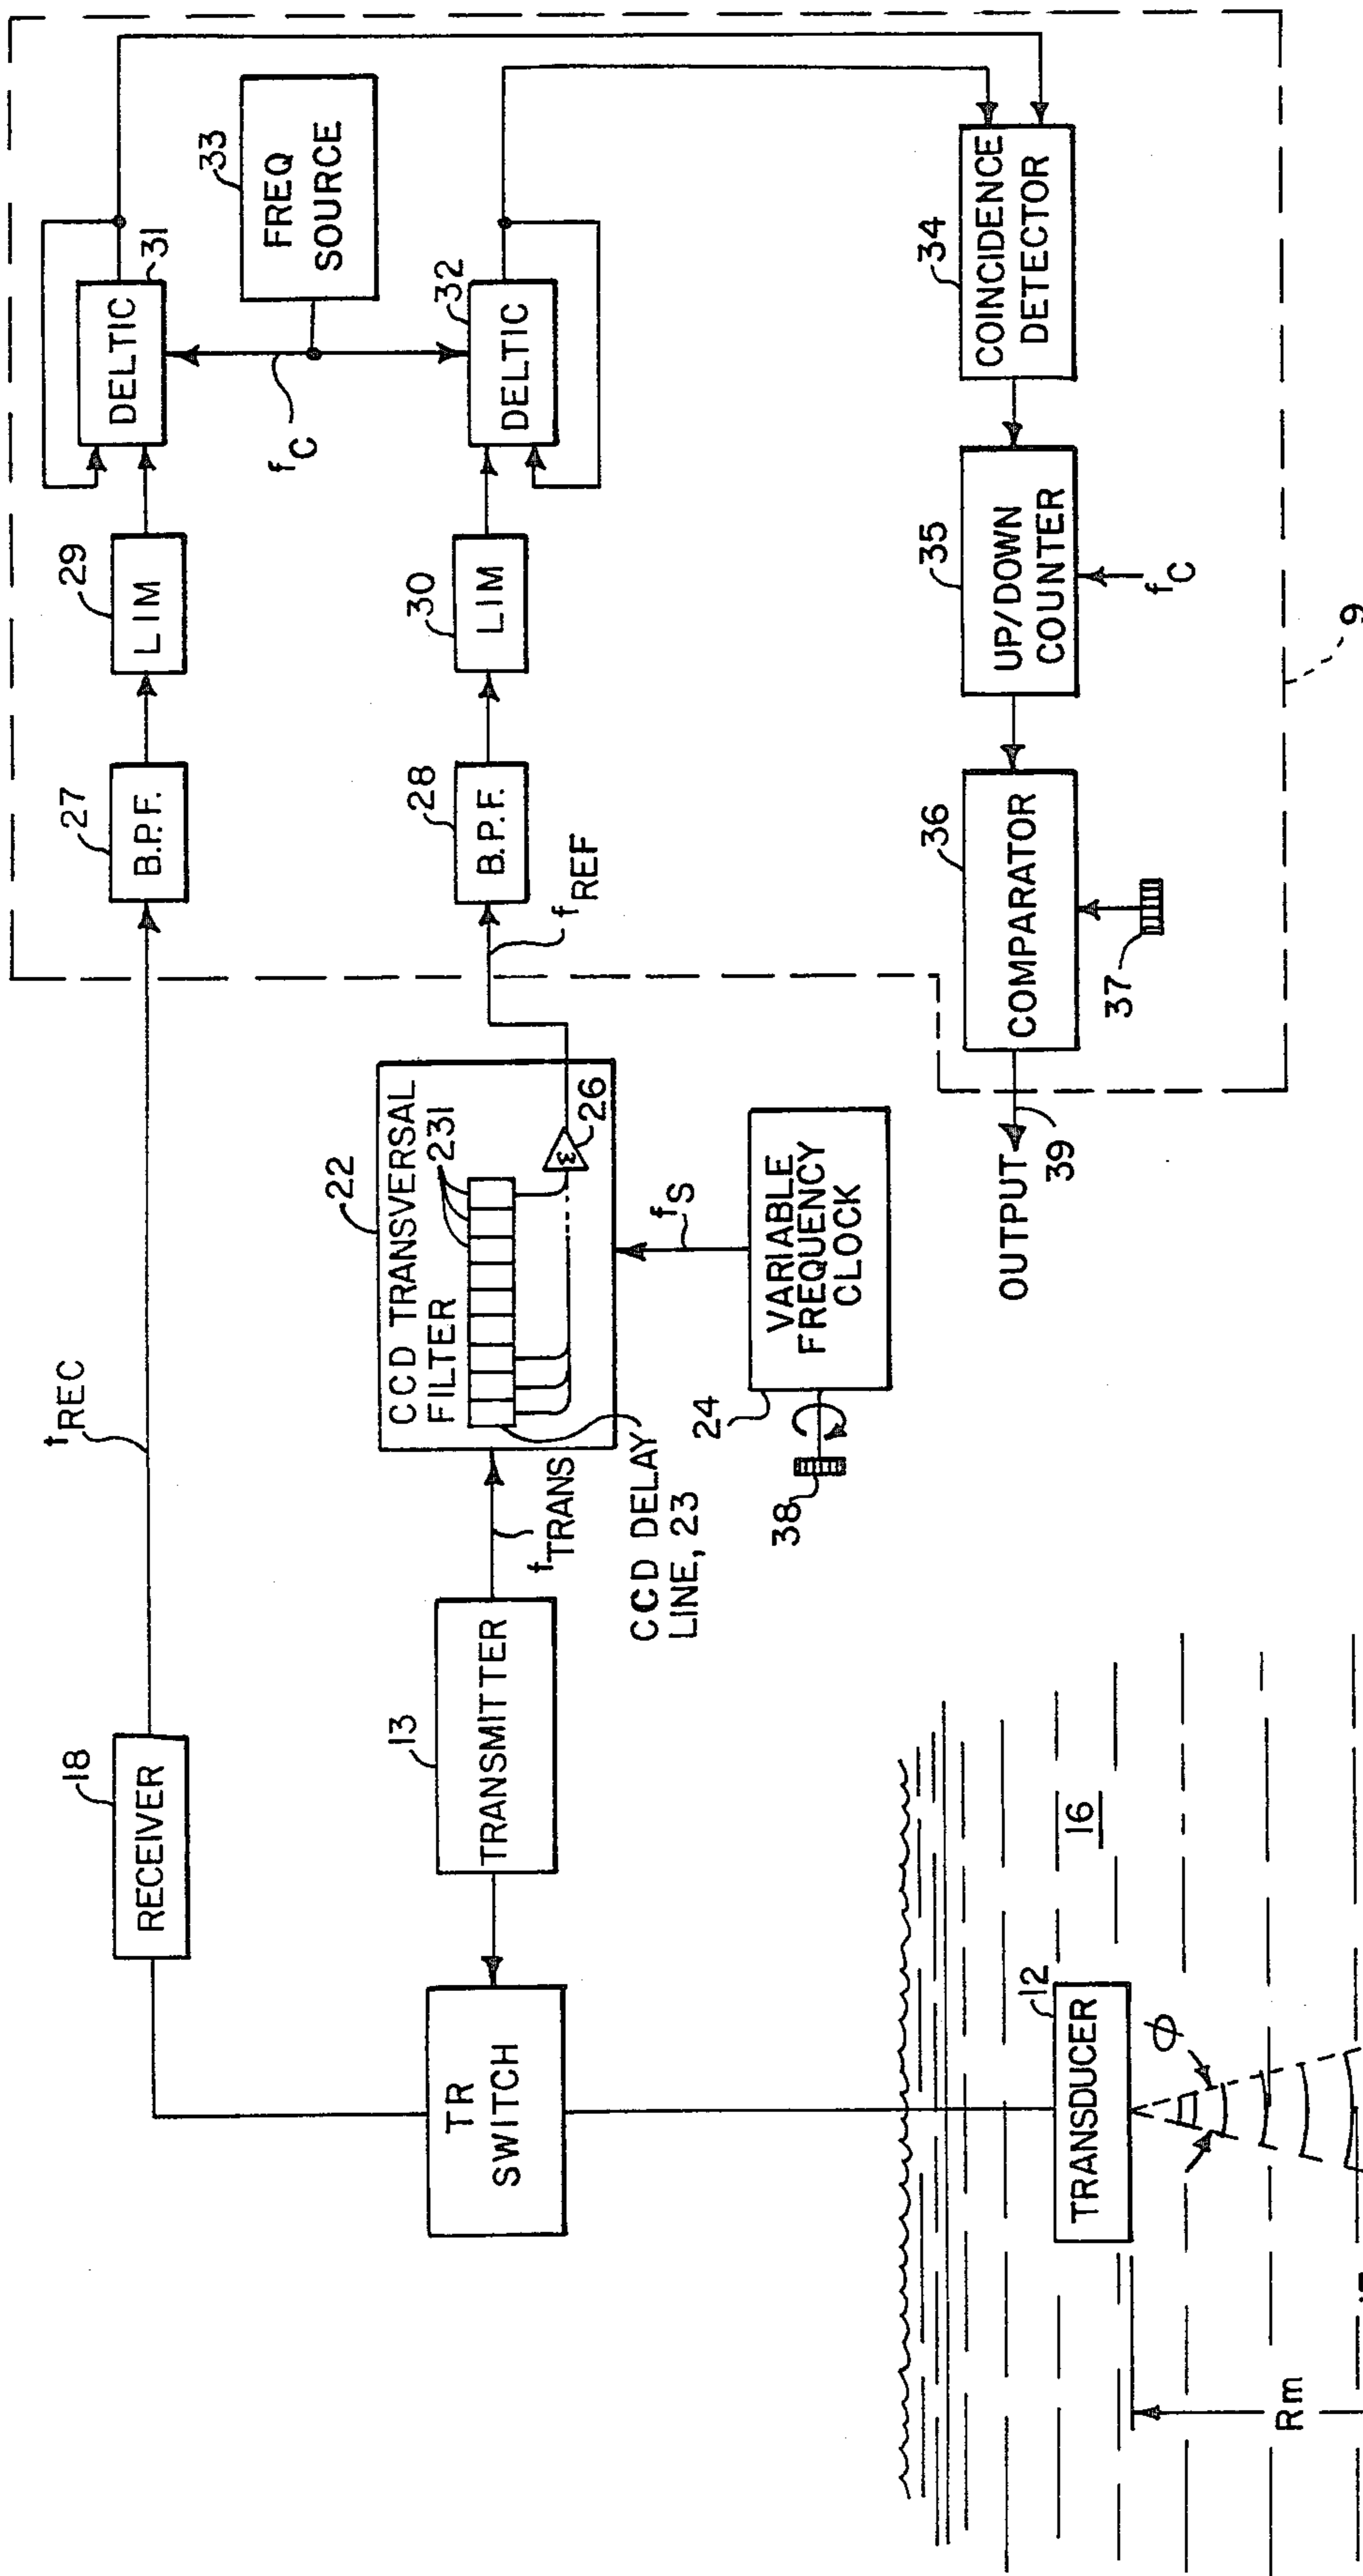 18
RECEIVER
fREC
27
B.P.F.
29
LIM
DELTIC
31
33
FREQ
SOURCE
fC
TR
SWITCH
13
TRANSMITTER
fTRANS
22
CCD TRANSVERSAL
FILTER
231
Σ
26
CCD DELAY
LINE, 23
fREF
28
B.P.F.
30
LIM
32
DELTIC
fS
24
VARIABLE
FREQUENCY
CLOCK
38
OUTPUT
39
36
COMPARATOR
37
35
UP/DOWN
COUNTER
fC
34
COINCIDENCE
DETECTOR
9
16
12
TRANSDUCER
Φ
Rm